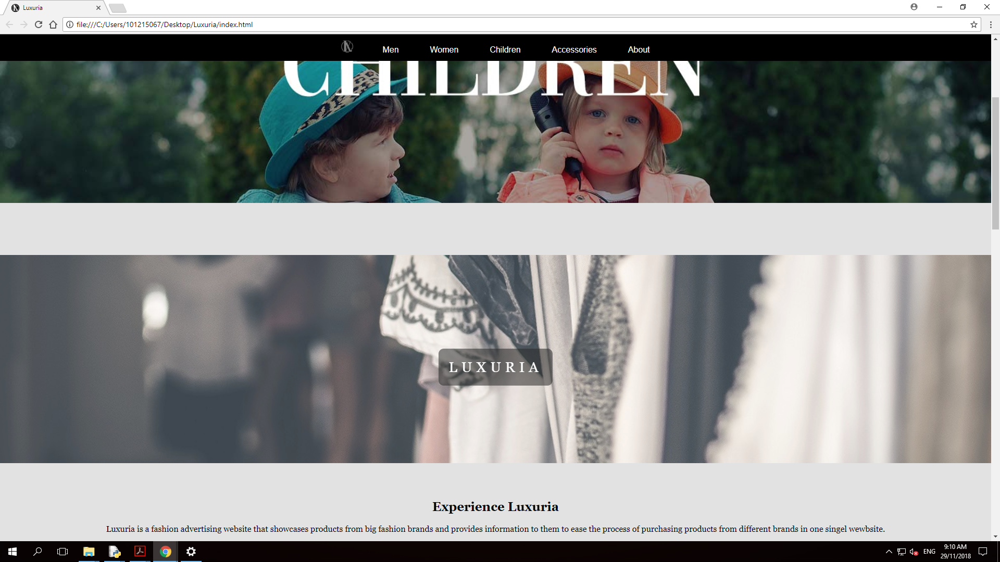 Luxuria
file:///C:/Users/101215067/Desktop/Luxuria/index.html
Men Women Children Accessories About
CHILDREN
LUXURIA
Experience Luxuria
Luxuria is a fashion advertising website that showcases products from big fashion brands and provides information to them to ease the process of purchasing products from different brands in one singel wewbsite.
ENG
9:10 AM
29/11/2018